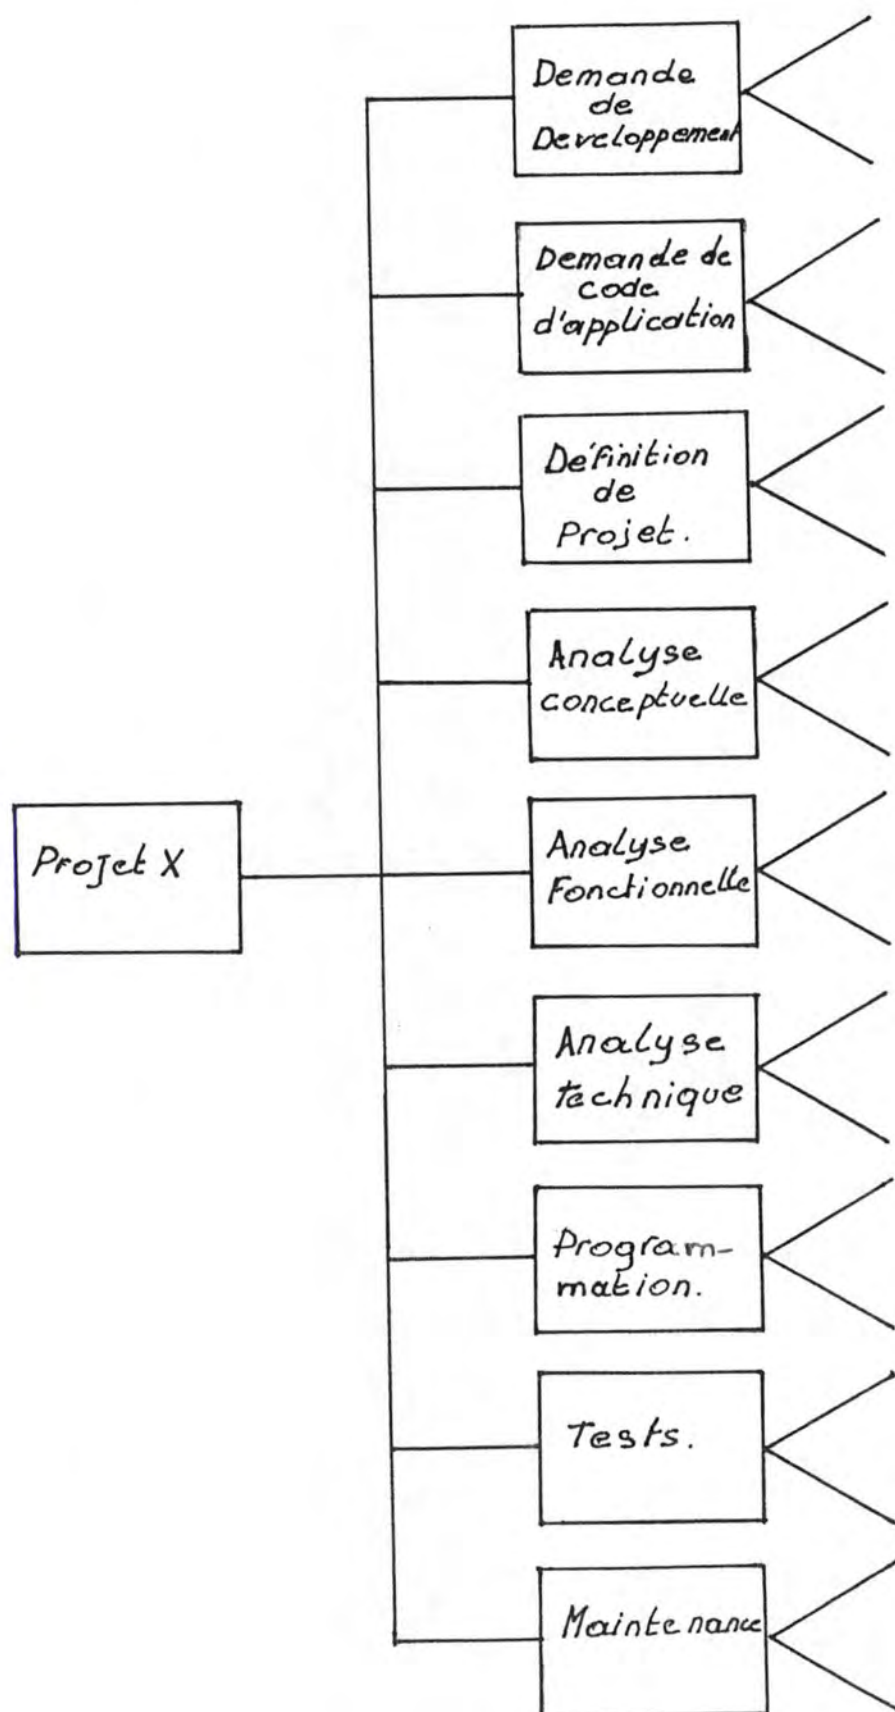 Demande
de
Developpement
Demande de
code
d'application
Définition
de
Projet.
Analyse
conceptuelle
Projet X
Analyse
Fonctionnelle
Analyse
technique
Program-
mation.
Tests.
Maintenance